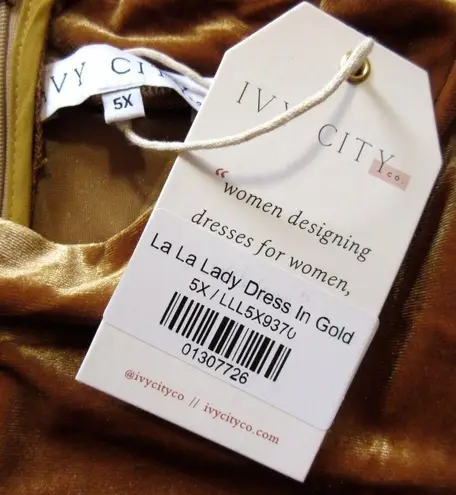 IVY CITY
5X
IVY CITY
co.
“women designing
dresses for women,
La La Lady Dress In Gold
5X / LLL5X9370
01307726
@ivycityco // ivycityco.com